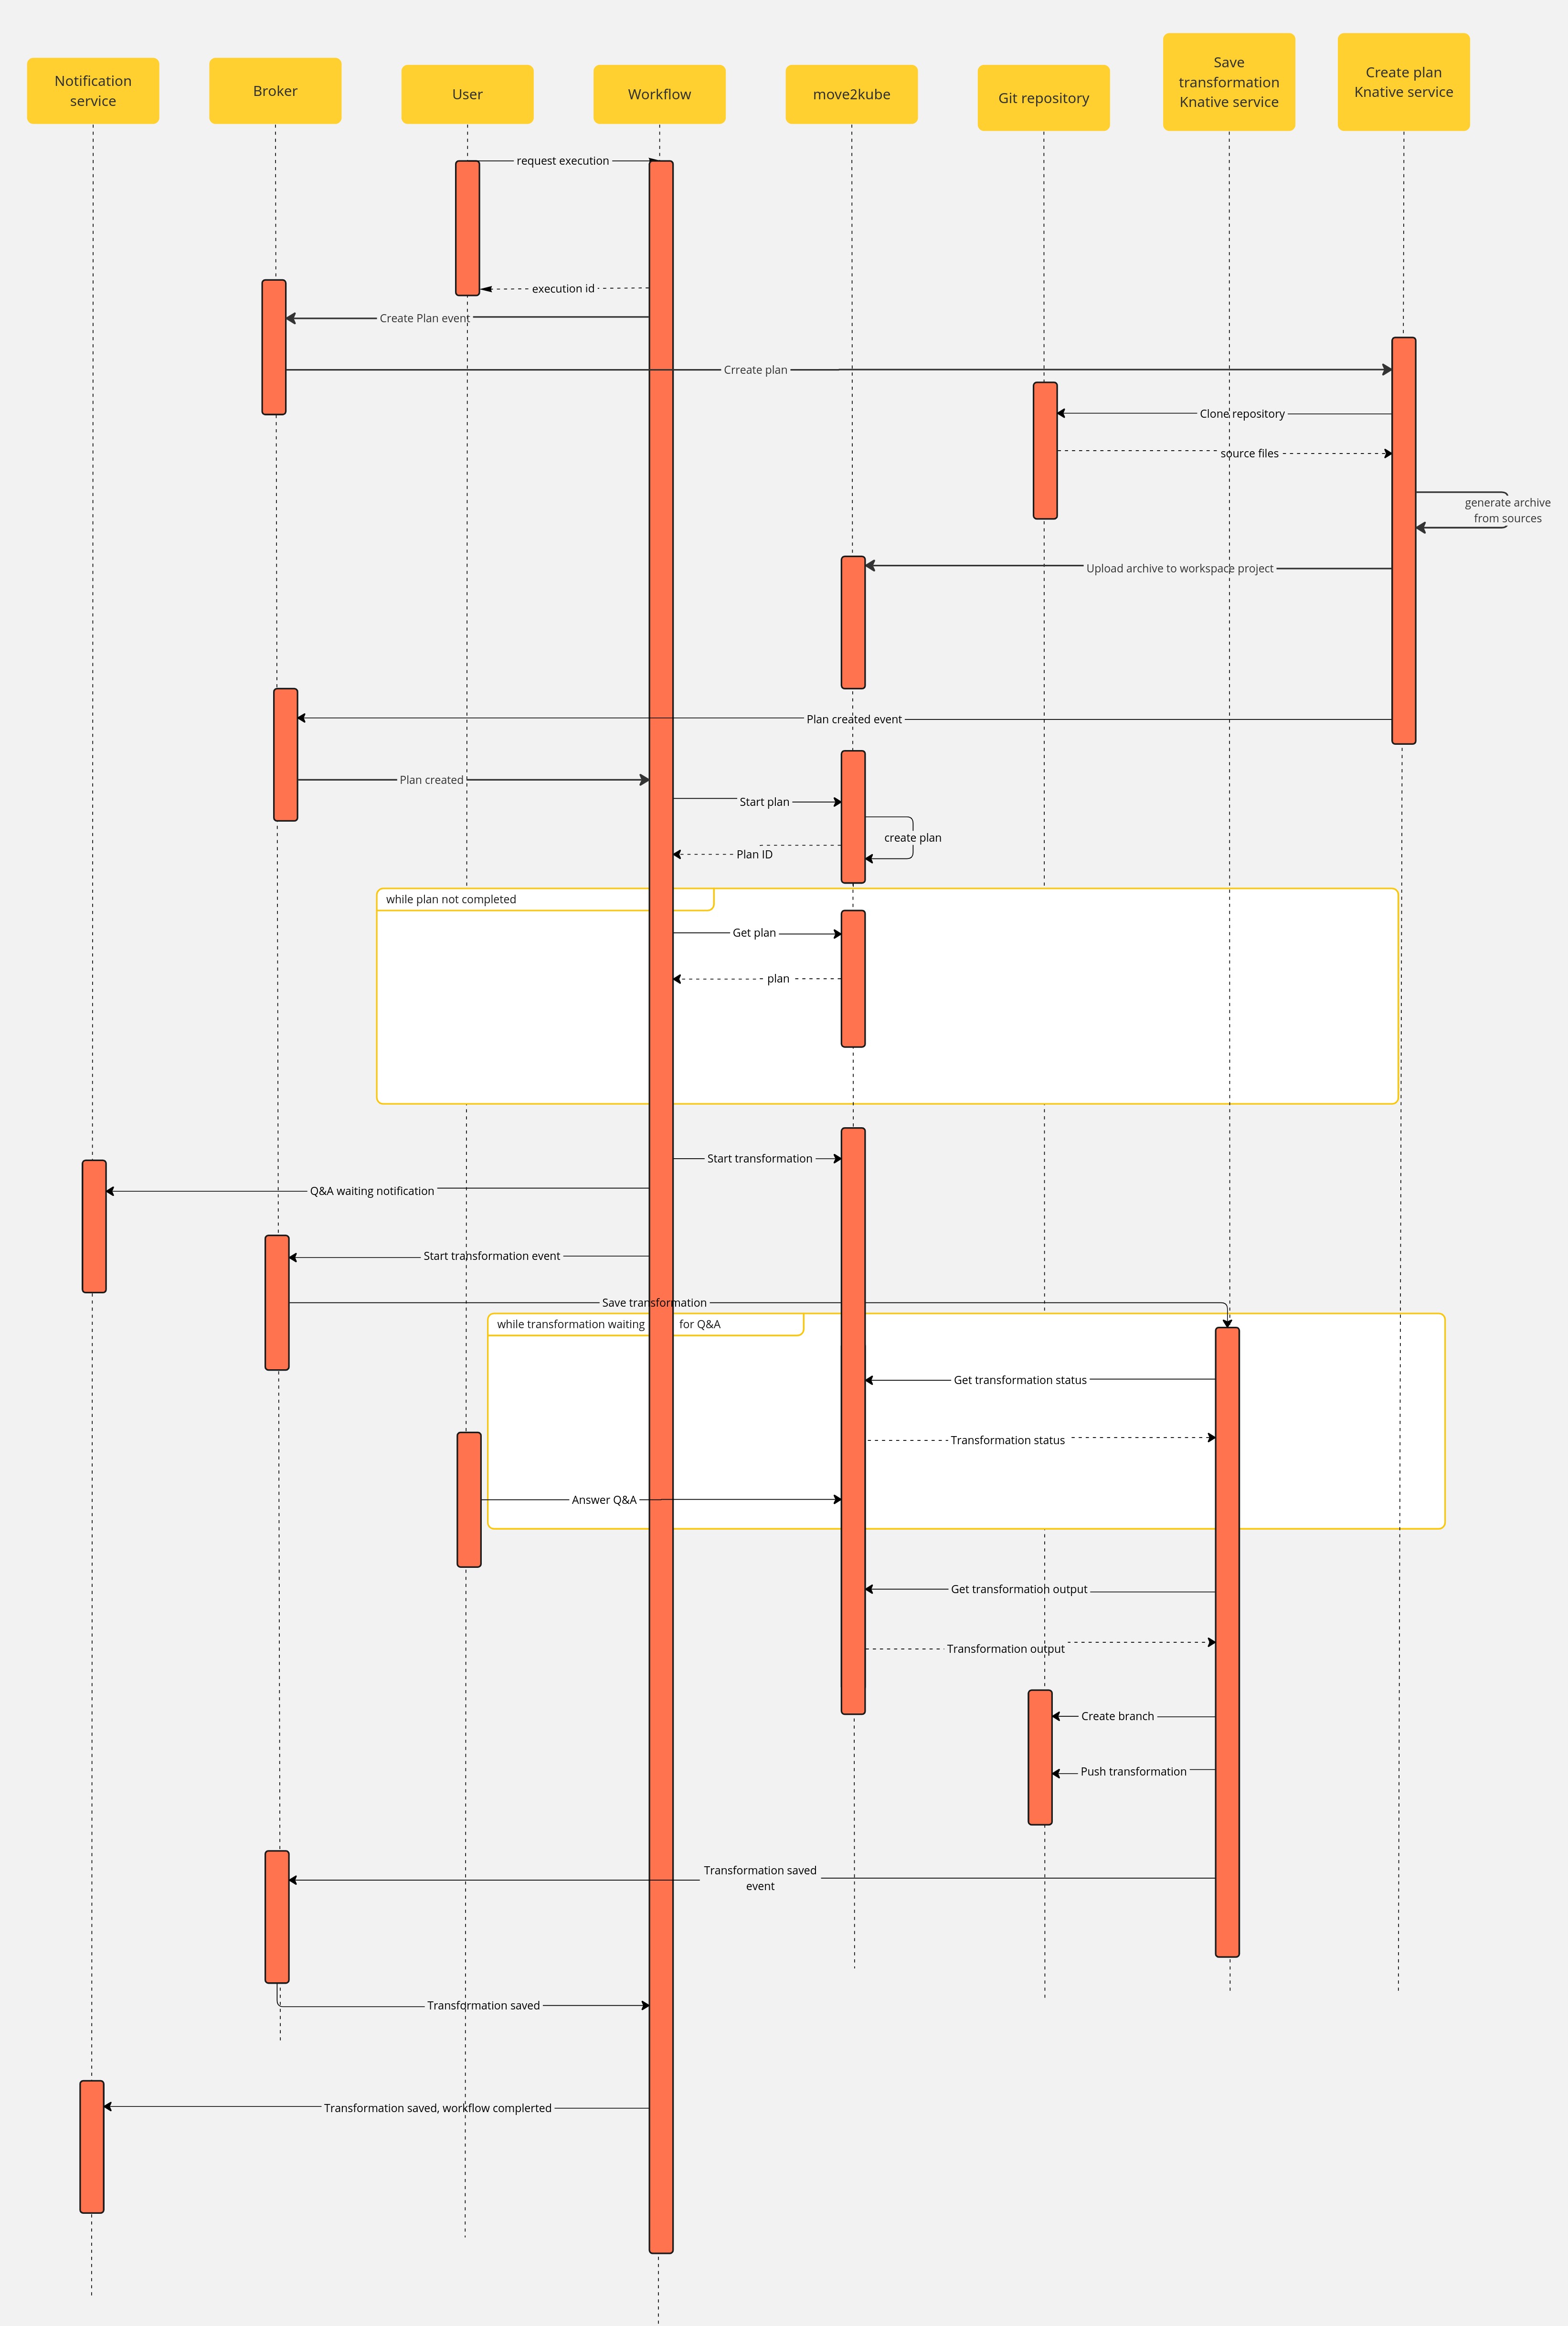 Notification
service
Broker
User
Workflow
move2kube
Git repository
Save
transformation
Knative service
Create plan
Knative service
request execution
execution id
Create Plan event
Crreate plan
Clone repository
source files
generate archive
from sources
Upload archive to workspace project
Plan created event
Plan created
Start plan
create plan
Plan ID
while plan not completed
Get plan
plan
Start transformation
Q&A waiting notification
Start transformation event
Save transformation
while transformation waiting for Q&A
Get transformation status
Transformation status
Answer Q&A
Get transformation output
Transformation output
Create branch
Push transformation
Transformation saved
event
Transformation saved
Transformation saved, workflow complerted